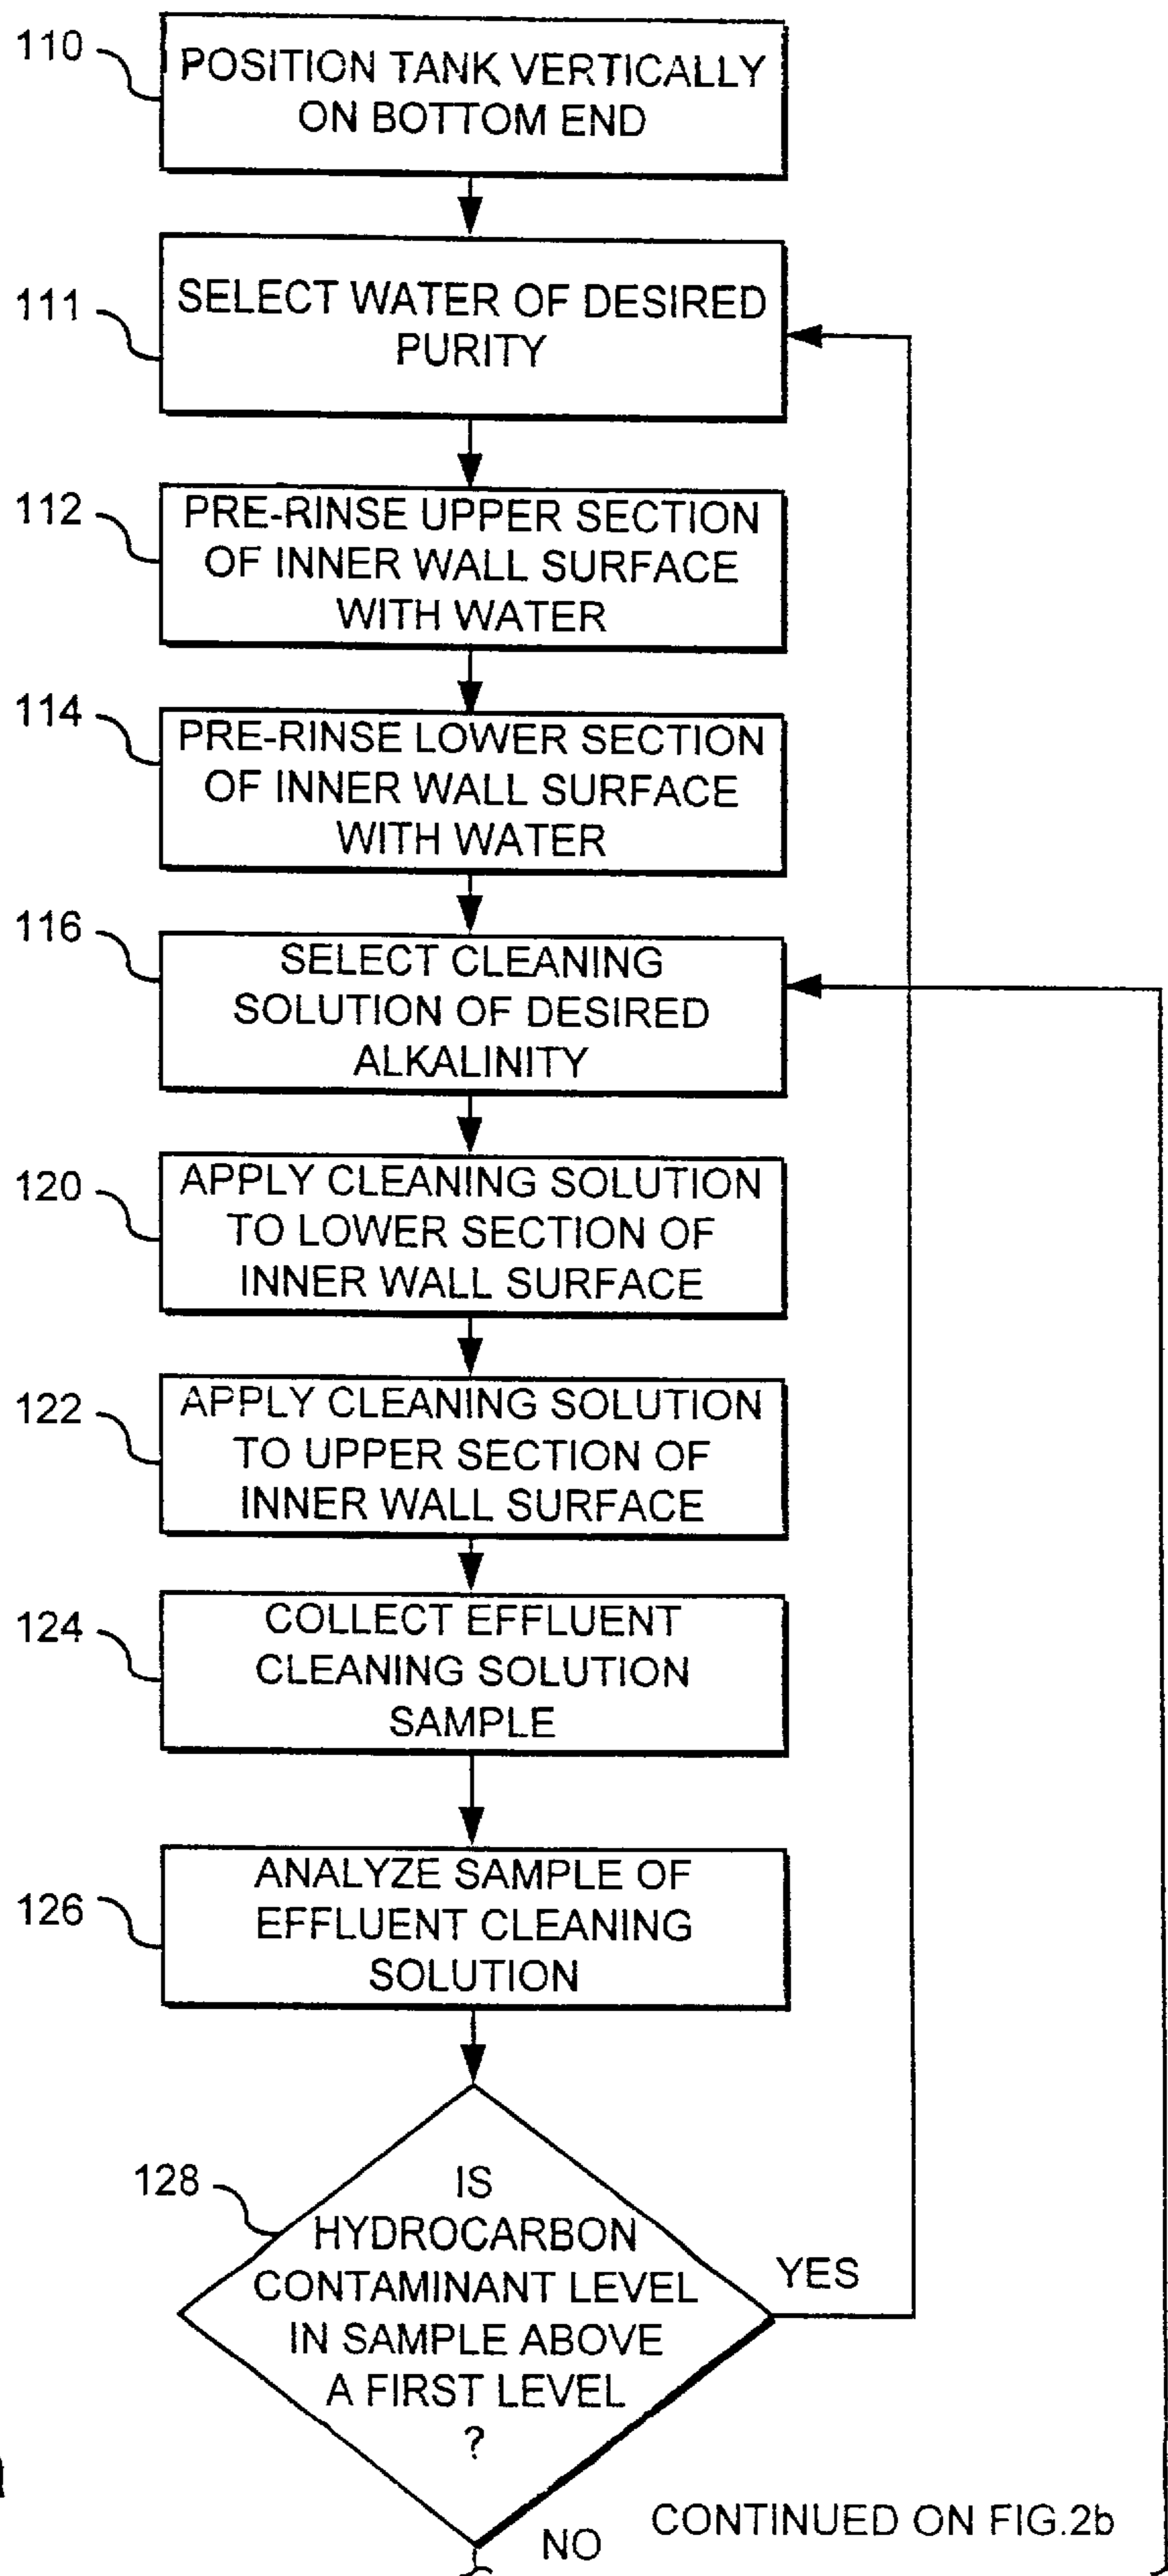 110
POSITION TANK VERTICALLY
ON BOTTOM END
111
SELECT WATER OF DESIRED
PURITY
112
PRE-RINSE UPPER SECTION
OF INNER WALL SURFACE
WITH WATER
114
PRE-RINSE LOWER SECTION
OF INNER WALL SURFACE
WITH WATER
116
SELECT CLEANING
SOLUTION OF DESIRED
ALKALINITY
120
APPLY CLEANING SOLUTION
TO LOWER SECTION OF
INNER WALL SURFACE
122
APPLY CLEANING SOLUTION
TO UPPER SECTION OF
INNER WALL SURFACE
124
COLLECT EFFLUENT
CLEANING SOLUTION
SAMPLE
126
ANALYZE SAMPLE OF
EFFLUENT CLEANING
SOLUTION
128
IS
HYDROCARBON
CONTAMINANT LEVEL
IN SAMPLE ABOVE
A FIRST LEVEL
?
YES
NO
CONTINUED ON FIG.2b